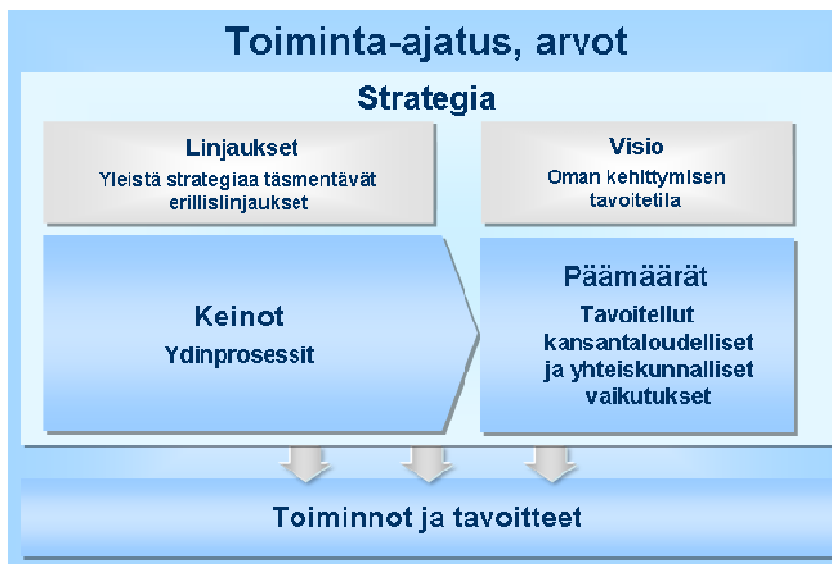 Toiminta-ajatus, arvot
Strategia
Linjaukset
Yleistä strategiaa täsmentävät
erillislinjaukset
Visio
Oman kehittymisen
tavoitetila
Keinot
Ydinprosessit
Päämäärät
Tavoitellut
kansantaloudelliset
ja yhteiskunnalliset
vaikutukset
Toiminnot ja tavoitteet